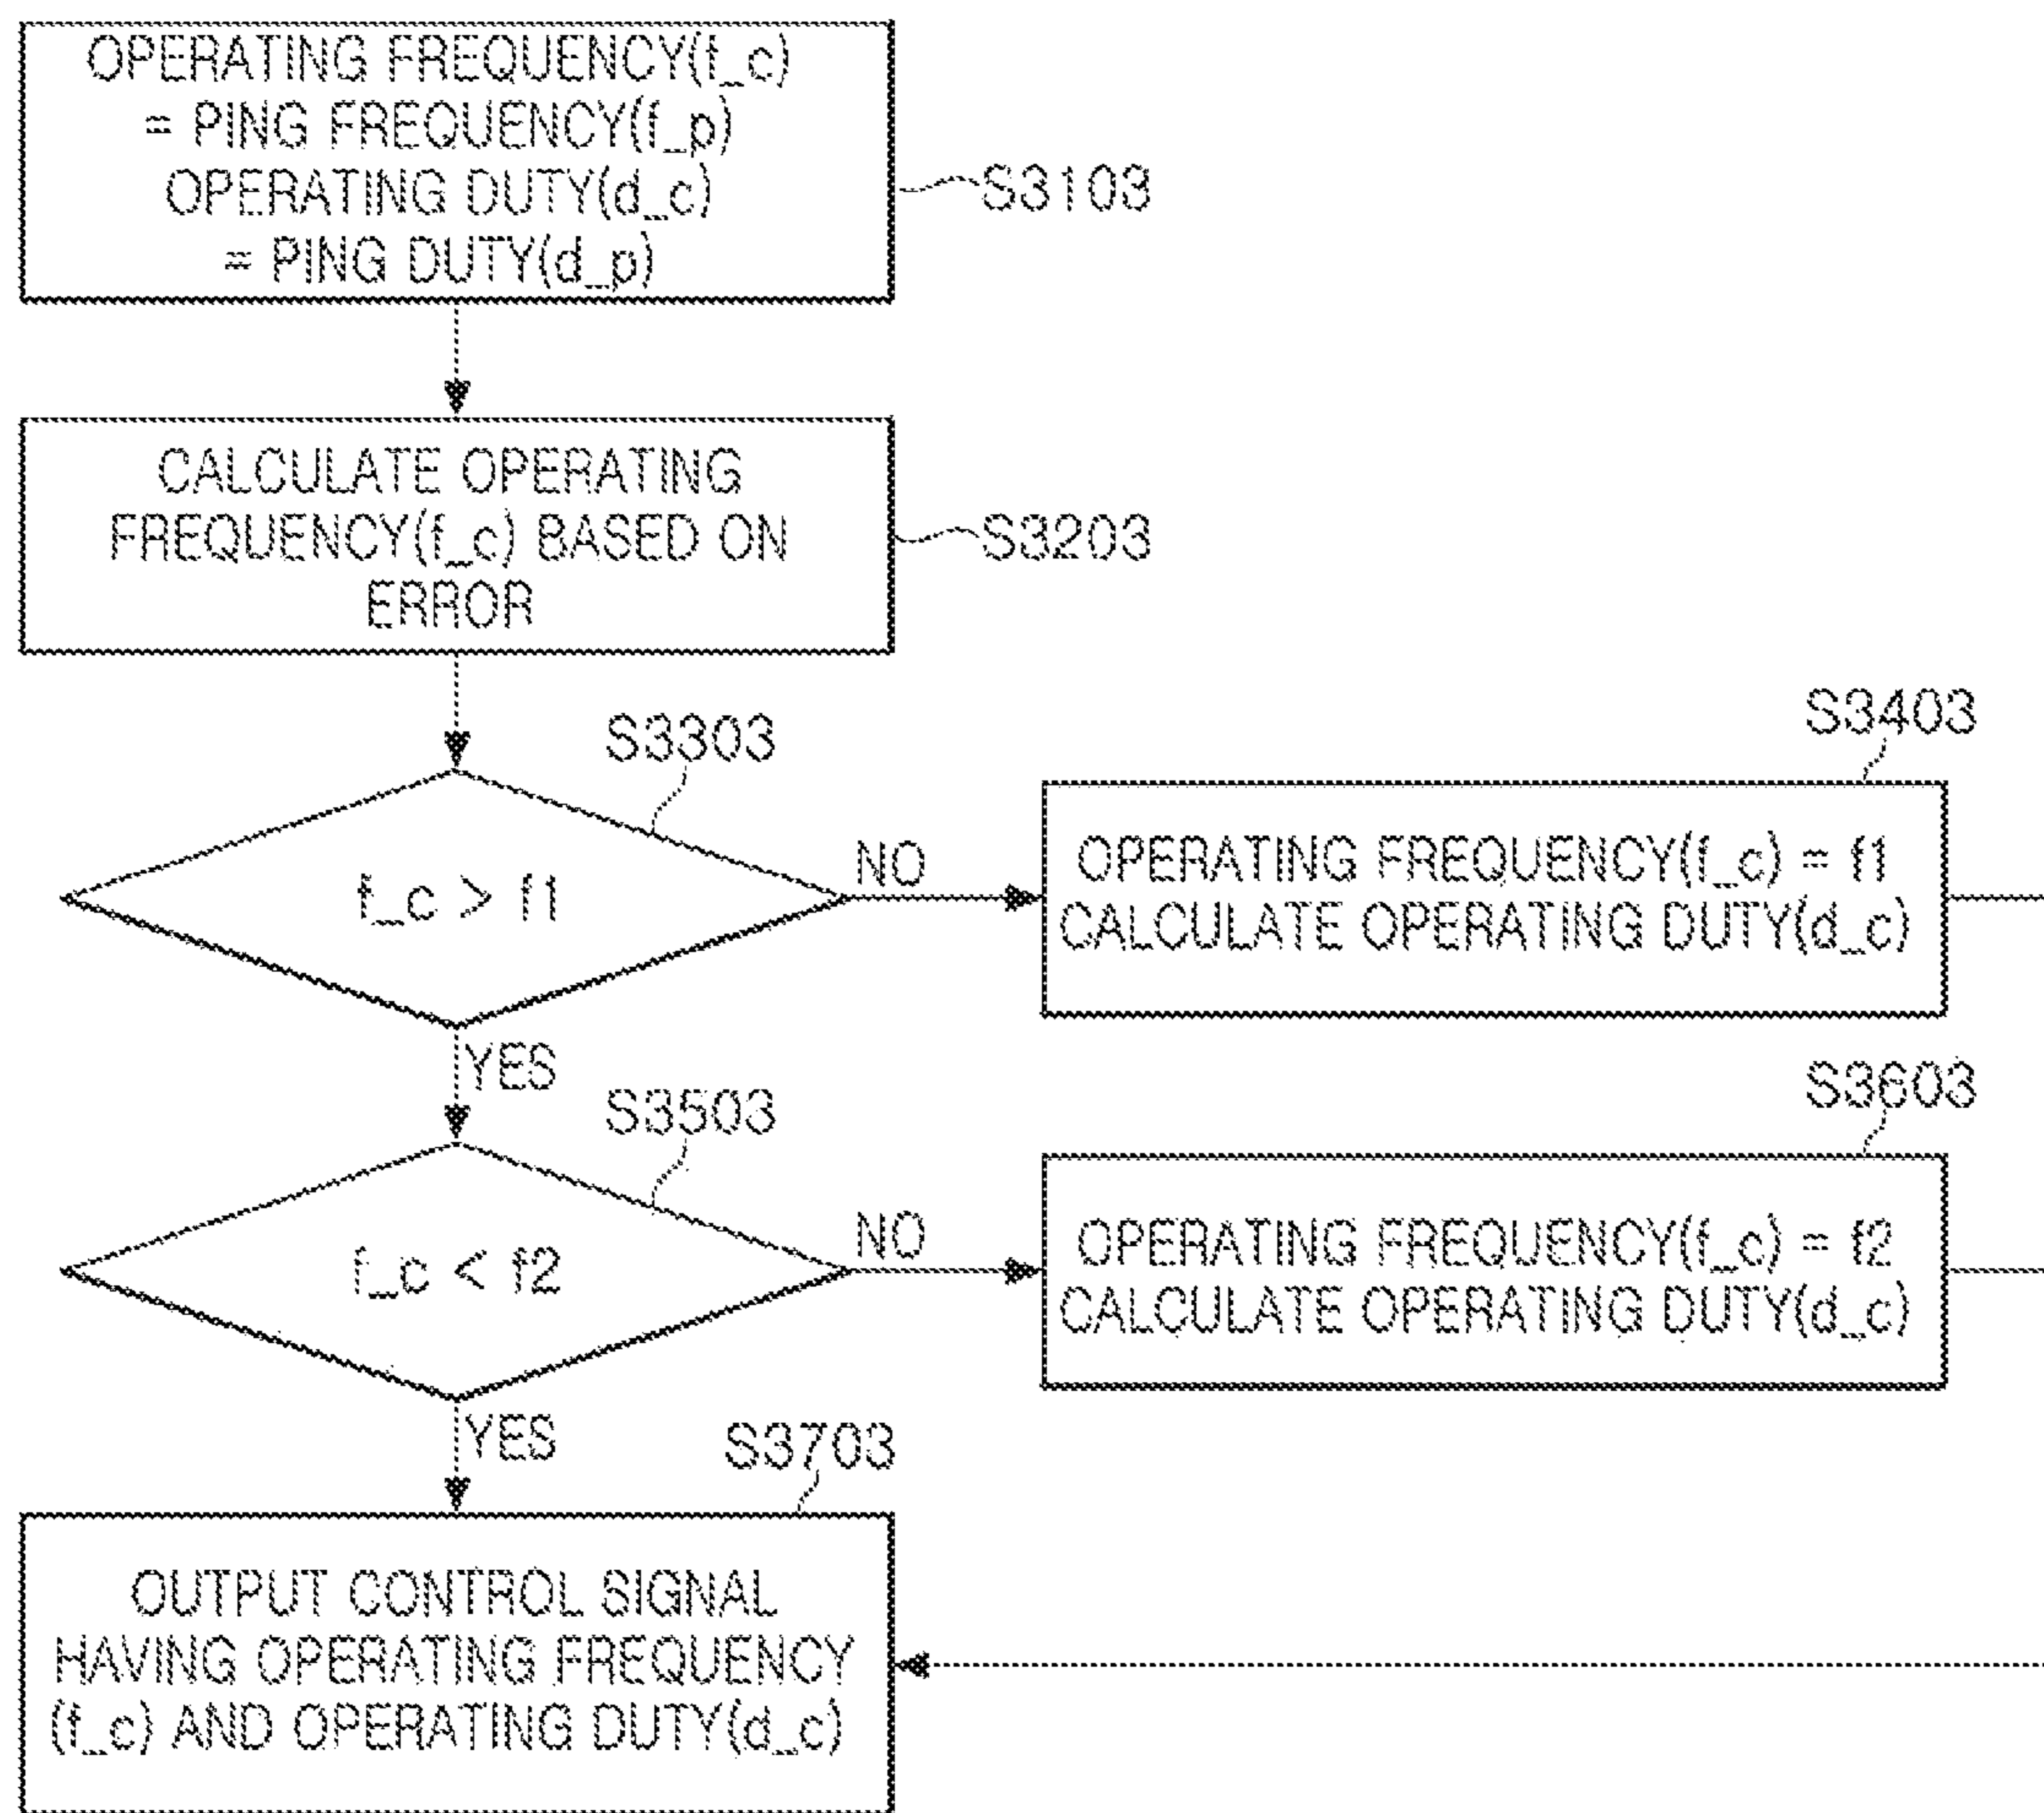 OPERATING FREQUENCY(f_c)
= PING FREQUENCY(f_p)
OPERATING DUTY(d_c)
= PING DUTY(d_p)
S3103
CALCULATE OPERATING
FREQUENCY(f_c) BASED ON
ERROR
S3203
S3303
f_c > f1
NO
YES
S3403
OPERATING FREQUENCY(f_c) = f1
CALCULATE OPERATING DUTY(d_c)
S3503
f_c < f2
NO
YES
S3603
OPERATING FREQUENCY(f_c) = f2
CALCULATE OPERATING DUTY(d_c)
S3703
OUTPUT CONTROL SIGNAL
HAVING OPERATING FREQUENCY
(f_c) AND OPERATING DUTY(d_c)